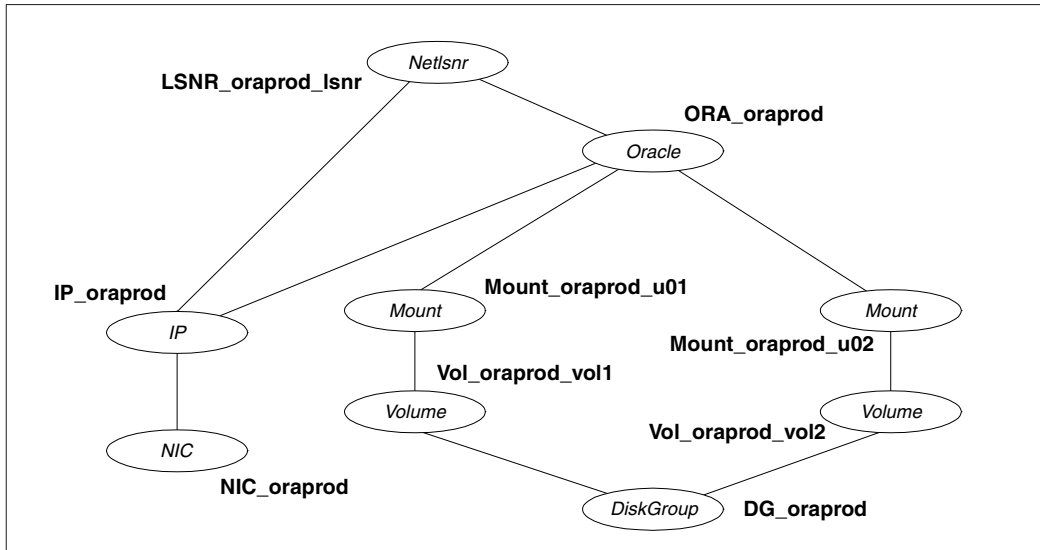 Netlsnr
LSNR_oraprod_lsnr
ORA_oraprod
Oracle
IP_oraprod
Mount_oraprod_u01
IP
Mount
Mount
Mount_oraprod_u02
Vol_oraprod_vol1
Volume
Volume
Vol_oraprod_vol2
NIC
NIC_oraprod
DiskGroup
DG_oraprod